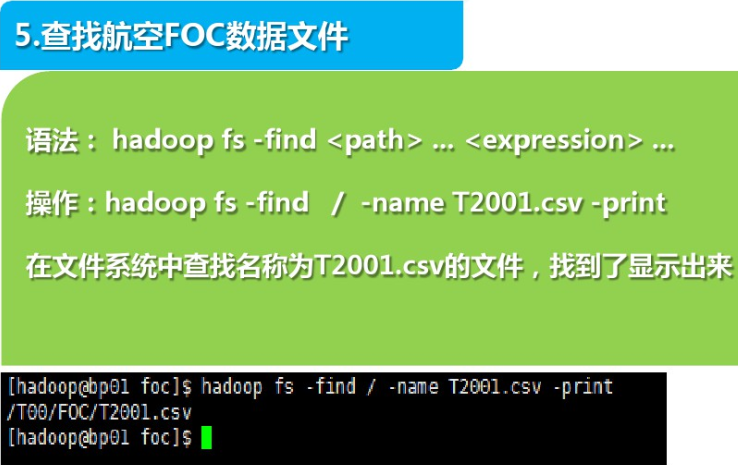 5.查找航空FOC数据文件
语法： hadoop fs -find <path> ... <expression> ...
操作：hadoop fs -find / -name T2001.csv -print
在文件系统中查找名称为T2001.csv的文件，找到了显示出来
[hadoop@bp01 foc]$ hadoop fs -find / -name T2001.csv -print
/T00/FOC/T2001.csv
[hadoop@bp01 foc]$